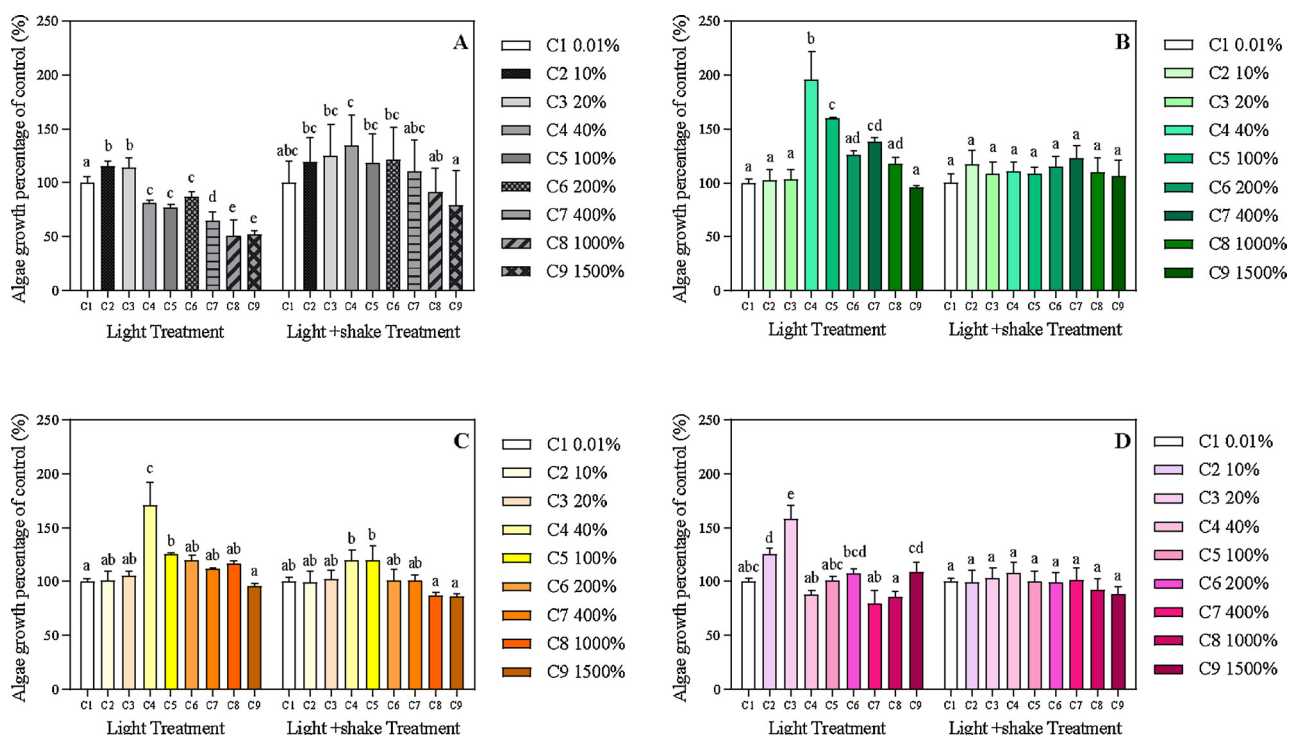 Algae growth percentage of control (%)
250
200
150
100
50
0
A
a b b c c c d e e
abc bc bc c bc bc abc ab a
C1 C2 C3 C4 C5 C6 C7 C8 C9
C1 C2 C3 C4 C5 C6 C7 C8 C9
Light Treatment
Light +shake Treatment
C1 0.01%
C2 10%
C3 20%
C4 40%
C5 100%
C6 200%
C7 400%
C8 1000%
C9 1500%
Algae growth percentage of control (%)
250
200
150
100
50
0
B
a a a b c ad cd ad a
a a a a a a a a a
C1 C2 C3 C4 C5 C6 C7 C8 C9
C1 C2 C3 C4 C5 C6 C7 C8 C9
Light Treatment
Light +shake Treatment
C1 0.01%
C2 10%
C3 20%
C4 40%
C5 100%
C6 200%
C7 400%
C8 1000%
C9 1500%
Algae growth percentage of control (%)
250
200
150
100
50
0
C
a ab ab c b ab ab ab a
ab ab ab b b ab ab a a
C1 C2 C3 C4 C5 C6 C7 C8 C9
C1 C2 C3 C4 C5 C6 C7 C8 C9
Light Treatment
Light +shake Treatment
C1 0.01%
C2 10%
C3 20%
C4 40%
C5 100%
C6 200%
C7 400%
C8 1000%
C9 1500%
Algae growth percentage of control (%)
250
200
150
100
50
0
D
abc d e ab abc bcd ab a cd
a a a a a a a a a
C1 C2 C3 C4 C5 C6 C7 C8 C9
C1 C2 C3 C4 C5 C6 C7 C8 C9
Light Treatment
Light +shake Treatment
C1 0.01%
C2 10%
C3 20%
C4 40%
C5 100%
C6 200%
C7 400%
C8 1000%
C9 1500%